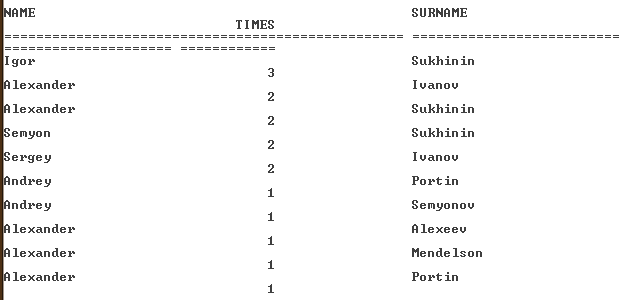 NAME SURNAME
TIMES
================================================== ==========================
===================== ============
Igor Sukhinin
3
Alexander Ivanov
2
Alexander Sukhinin
2
Semyon Sukhinin
2
Sergey Ivanov
2
Andrey Portin
1
Andrey Semyonov
1
Alexander Alexeev
1
Alexander Mendelson
1
Alexander Portin
1